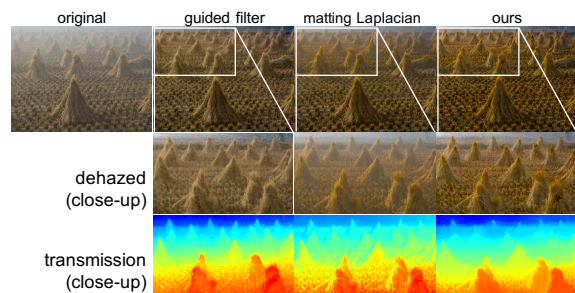 original guided filter matting Laplacian ours
dehazed
(close-up)
transmission
(close-up)